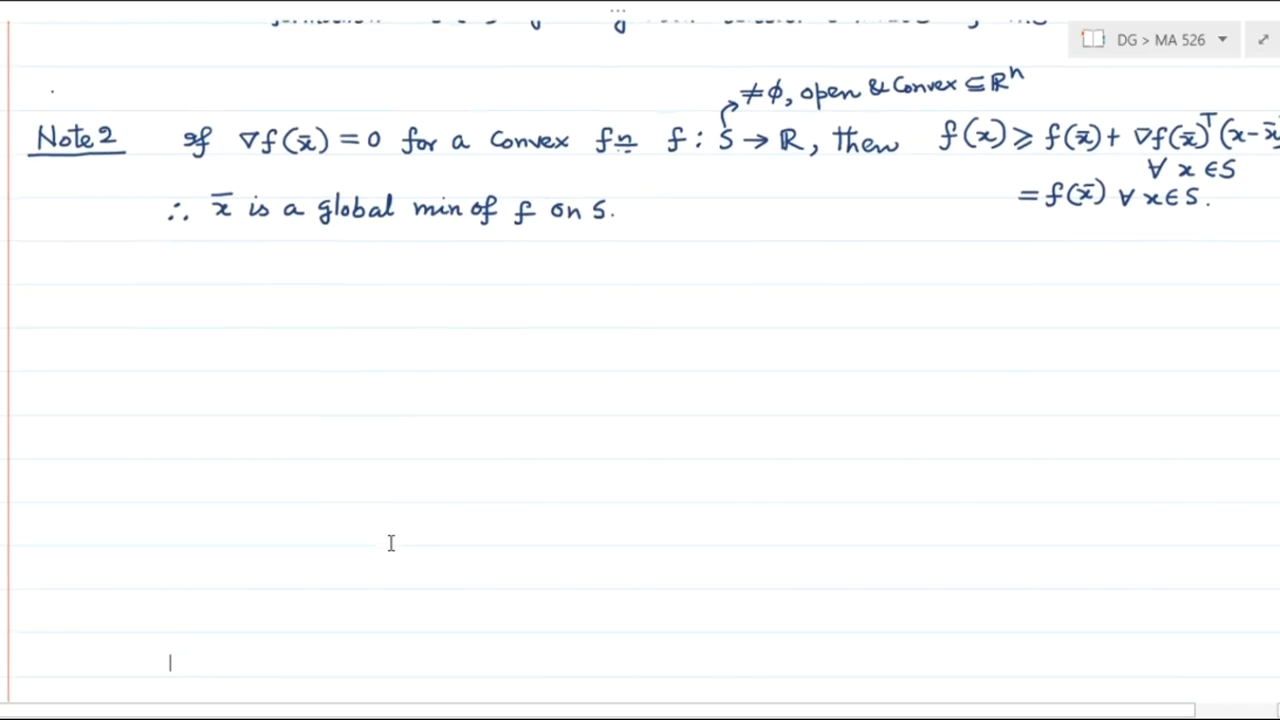 DG > MA 526
≠ϕ, open & Convex ⊆ ℝⁿ
Note 2 If ∇f(x̄) = 0 for a convex fn f : S → ℝ, then f(x) ⩾ f(x̄) + ∇f(x̄)ᵀ(x-x̄
∀ x ∈ S
= f(x̄) ∀ x ∈ S.
∴ x̄ is a global min of f on S.